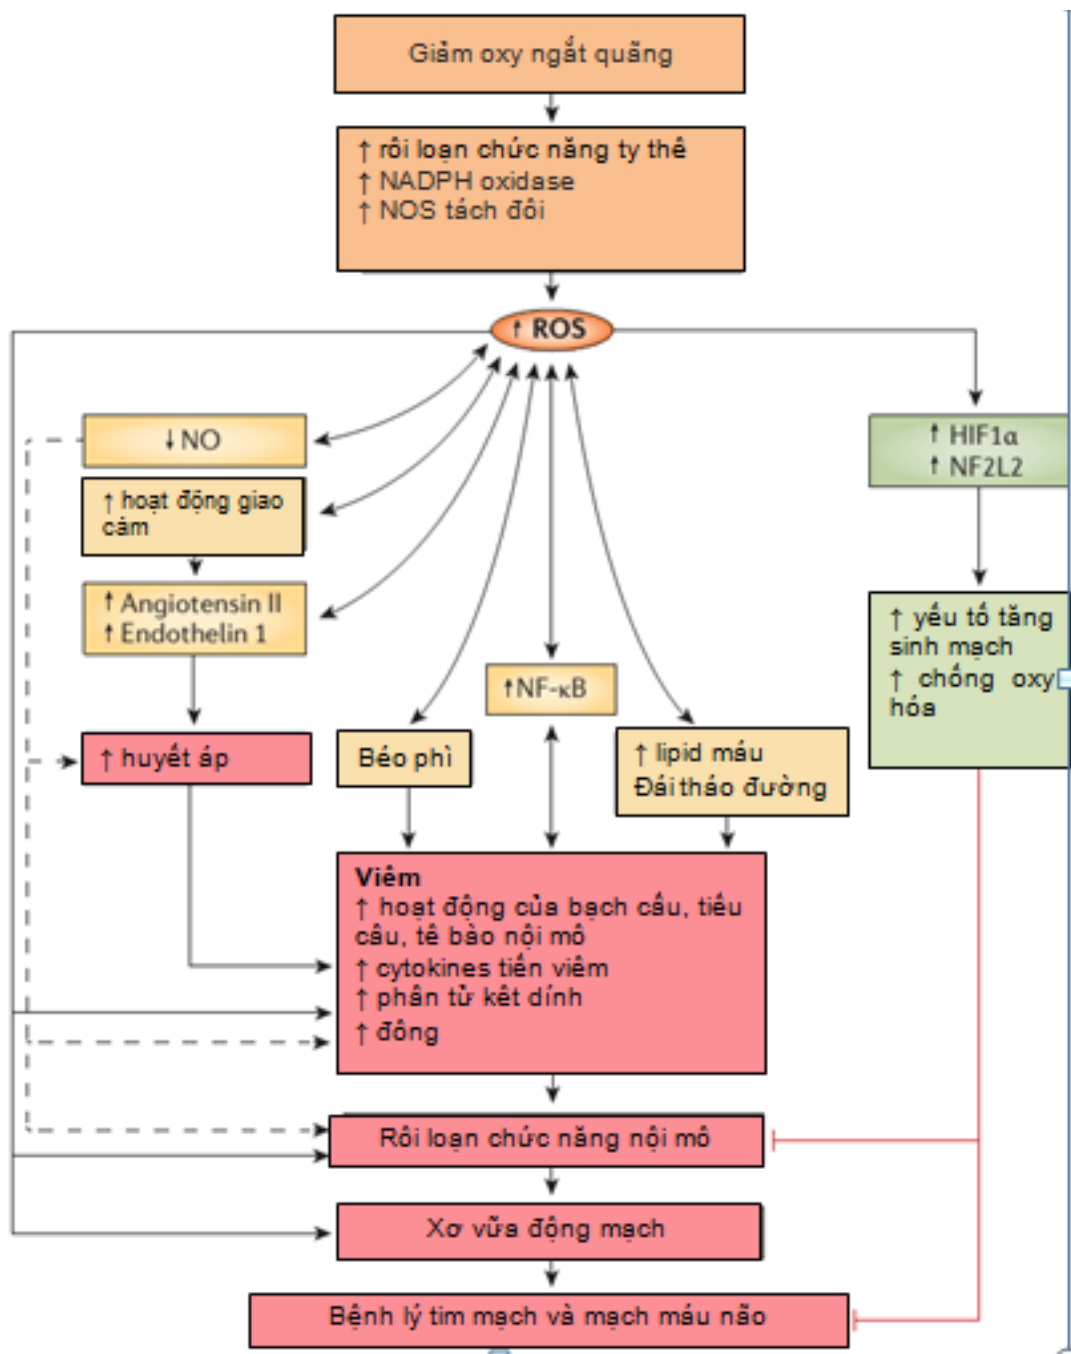 Giảm oxy ngắt quãng
↑ rối loạn chức năng ty thể
↑ NADPH oxidase
↑ NOS tách đôi
↑ ROS
↓ NO
↑ hoạt động giao
cảm
↑ Angiotensin II
↑ Endothelin 1
↑ huyết áp
Béo phì
↑NF-κB
↑ lipid máu
Đái tháo đường
↑ HIF1α
↑ NF2L2
↑ yếu tố tăng
sinh mạch
↑ chống oxy
hóa
Viêm
↑ hoạt động của bạch cầu, tiểu
cầu, tế bào nội mô
↑ cytokines tiền viêm
↑ phân tử kết dính
↑ đông
Rối loạn chức năng nội mô
Xơ vữa động mạch
Bệnh lý tim mạch và mạch máu não